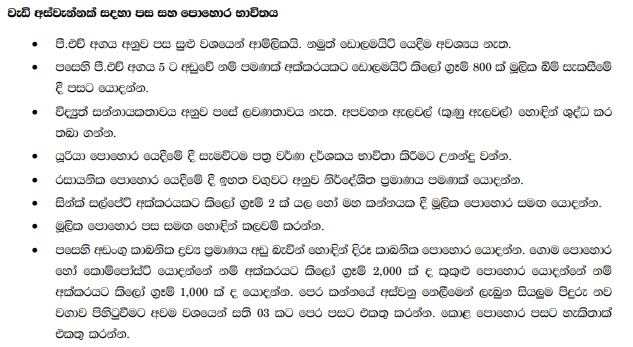 වැඩි අස්වැන්නක් සදහා පස සහ පොහොර භාවිතය
• පී.එච් අගය අනුව පස සුළු වශයෙන් ආම්ලිකයි. නමුත් ඩොලමයිට් යෙදීම අවශ්‍යය නැත.
• පසෙහි පී.එච් අගය 5 ට අඩුවේ නම් පමණක් අක්කරයකට ඩොලමයිට් කිලෝ ග්‍රෑම් 800 ක් මූලික බිම් සැකසීමේ
දී පසට යොදන්න.
• විද්‍යුත් සන්නායකතාවය අනුව පසේ ලවණතාවය නැත. අපවහන ඇලවල් (කුණු ඇලවල්) හොඳින් ශුද්ධ කර
තබා ගන්න.
• යූරියා පොහොර යෙදීමේ දී සැමවිටම පත්‍ර වර්ණ දර්ශකය භාවිතා කිරීමට උනන්දු වන්න.
• රසායනික පොහොර යෙදීමේ දී ඉහත වගුවට අනුව නිර්දේශිත ප්‍රමාණය පමණක් යොදන්න.
• සින්ක් සල්පේට් අක්කරයකට කිලෝ ග්‍රෑම් 2 ක් යල හෝ මහ කන්නයක දී මූලික පොහොර සමඟ යොදන්න.
• මූලික පොහොර පස සමඟ හොඳින් කලවම් කරන්න.
• පසෙහි අඩංගු කාබනික ද්‍රව්‍ය ප්‍රමාණය අඩු බැවින් හොඳින් දිරූ කාබනික පොහොර යොදන්න. ගොම පොහොර
හෝ කොම්පෝස්ට් යොදන්නේ නම් අක්කරයට කිලෝ ග්‍රෑම් 2,000 ක් ද කුකුළු පොහොර යොදන්නේ නම්
අක්කරයට කිලෝ ග්‍රෑම් 1,000 ක් ද යොදන්න. පෙර කන්නයේ අස්වනු නෙලීමෙන් ලැබුන සියලුම පිදුරු නව
වගාව පිහිටුවීමට අවම වශයෙන් සති 03 කට පෙර පසට එකතු කරන්න. කොළ පොහොර පසට හැකිතාක්
එකතු කරන්න.